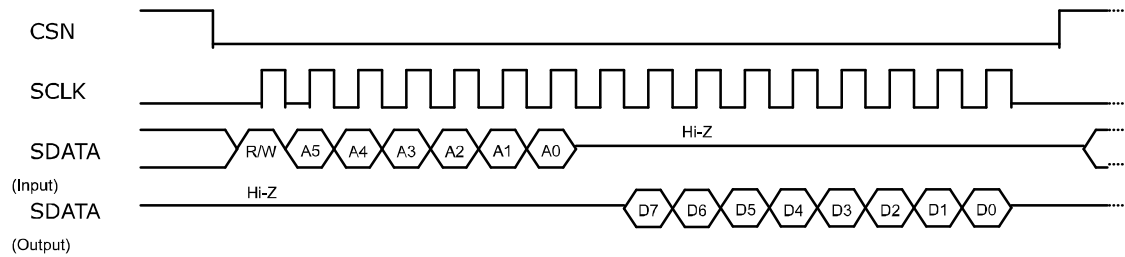 CSN
SCLK
Hi-Z
SDATA R/W A5 A4 A3 A2 A1 A0
(Input)
Hi-Z
SDATA D7 D6 D5 D4 D3 D2 D1 D0
(Output)